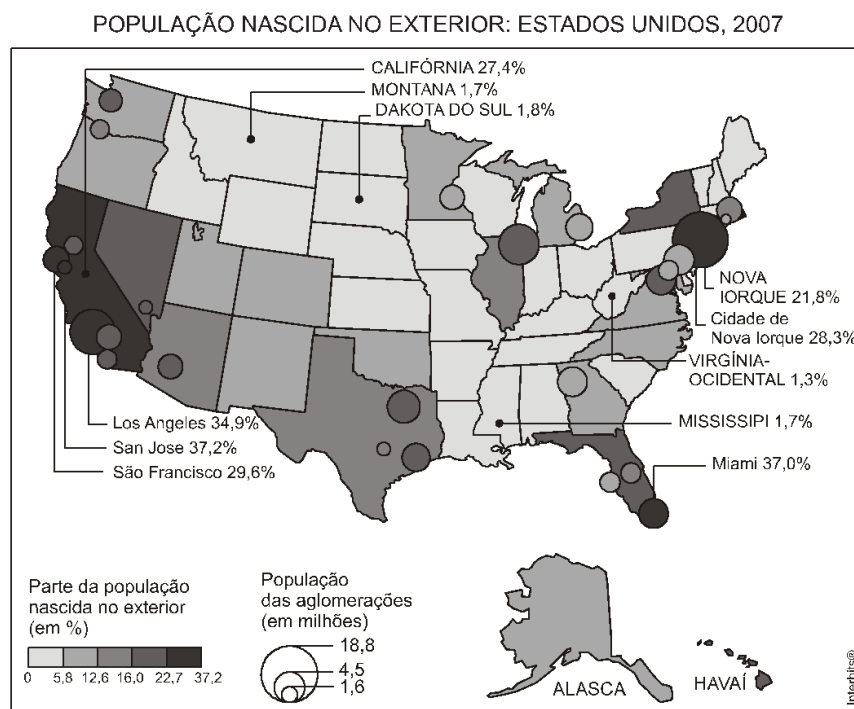 POPULAÇÃO NASCIDA NO EXTERIOR: ESTADOS UNIDOS, 2007
CALIFÓRNIA 27,4%
MONTANA 1,7%
DAKOTA DO SUL 1,8%
NOVA
IORQUE 21,8%
Cidade de
Nova Iorque 28,3%
VIRGÍNIA-
OCIDENTAL 1,3%
MISSISSIPI 1,7%
Miami 37,0%
Los Angeles 34,9%
San Jose 37,2%
São Francisco 29,6%
Parte da população
nascida no exterior
(em %)
0 5,8 12,6 16,0 22,7 37,2
População
das aglomerações
(em milhões)
18,8
4,5
1,6
ALASCA
HAVAÍ
Interbits®